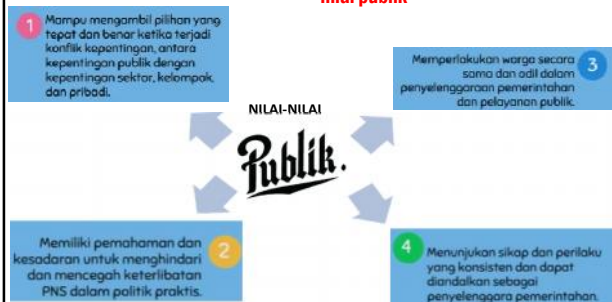 nilai publik
1
Mampu mengambil pilihan yang
tepat dan benar ketika terjadi
konflik kepentingan, antara
kepentingan publik dengan
kepentingan sektor, kelompok,
dan pribadi.
Memperlakukan warga secara
sama dan adil dalam
penyelenggaraan pemerintahan
dan pelayanan publik.
3
NILAI-NILAI
Publik.
Memiliki pemahaman dan
kesadaran untuk menghindari
dan mencegah keterlibatan
PNS dalam politik praktis.
2
4
Menunjukan sikap dan perilaku
yang konsisten dan dapat
diandalkan sebagai
penyelenggara pemerintahan.